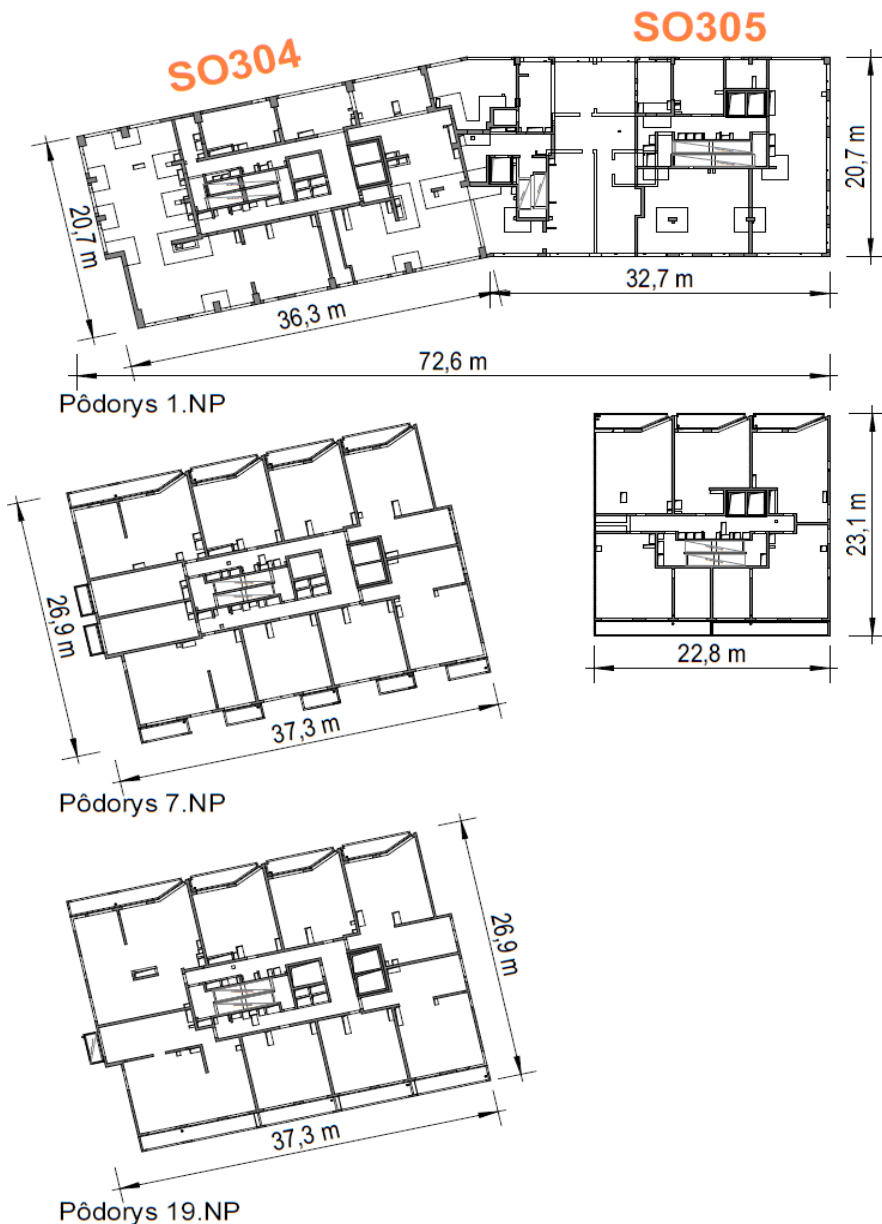 SO304
SO305
20,7 m
20,7 m
36,3 m
32,7 m
72,6 m
Pôdorys 1.NP
26,9 m
23,1 m
22,8 m
37,3 m
Pôdorys 7.NP
26,9 m
37,3 m
Pôdorys 19.NP